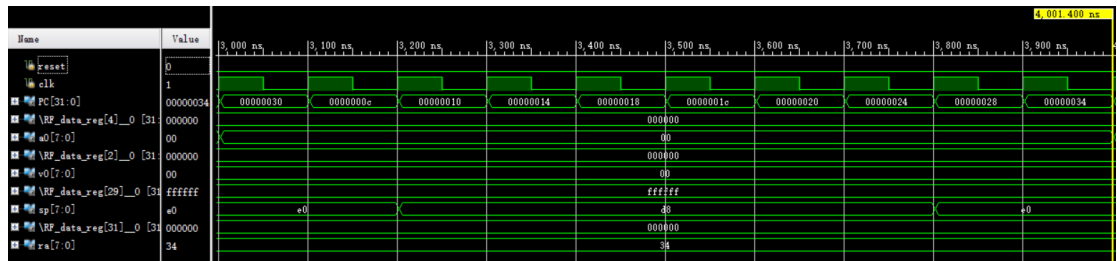 4,001.400 ns
Name Value 3,000 ns 3,100 ns 3,200 ns 3,300 ns 3,400 ns 3,500 ns 3,600 ns 3,700 ns 3,800 ns 3,900 ns
reset 0
clk 1
PC[31:0] 00000034 00000030 0000000c 00000010 00000014 00000018 0000001c 00000020 00000024 00000028 00000034
\RF_data_reg[4]__0 [31: 000000 000000
a0[7:0] 00 00
\RF_data_reg[2]__0 [31: 000000 000000
v0[7:0] 00 00
\RF_data_reg[29]__0 [31 ffffff ffffff
sp[7:0] e0 e0 d8 e0
\RF_data_reg[31]__0 [31 000000 000000
ra[7:0] 34 34